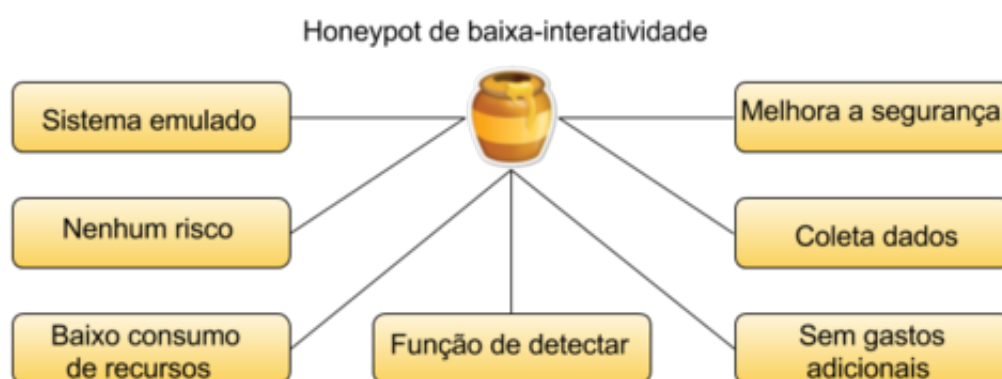 Honeypot de baixa-interatividade
Sistema emulado
Melhora a segurança
Nenhum risco
Coleta dados
Baixo consumo
de recursos
Função de detectar
Sem gastos
adicionais